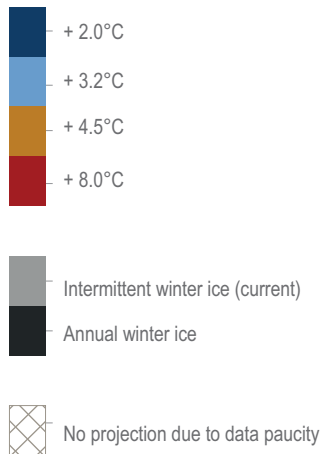 + 2.0°C
+ 3.2°C
+ 4.5°C
+ 8.0°C
Intermittent winter ice (current)
Annual winter ice
No projection due to data paucity